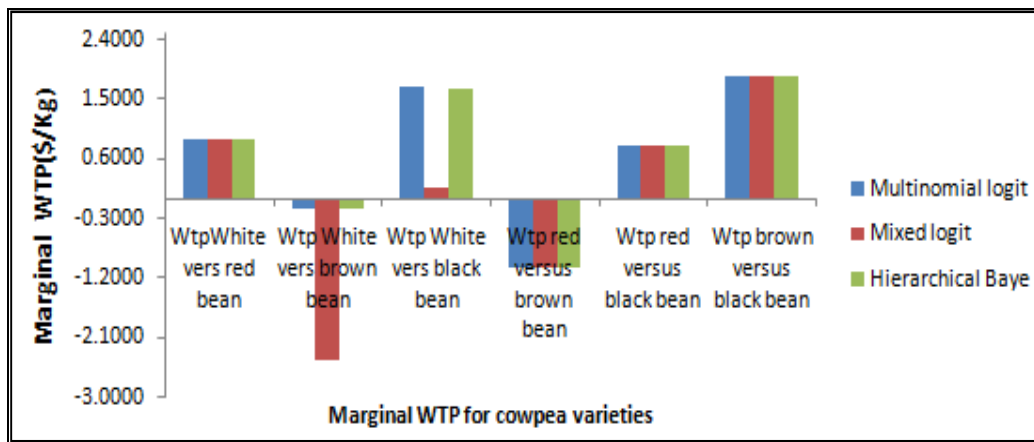 2.4000
1.5000
0.6000
-0.3000
-1.2000
-2.1000
-3.0000
Marginal WTP($/Kg)
WtpWhite
vers red
bean
Wtp White
vers brown
bean
Wtp White
vers black
bean
Wtp red
versus
brown
bean
Wtp red
versus
black bean
Wtp brown
versus
black bean
Marginal WTP for cowpea varieties
Multinomial logit
Mixed logit
Hierarchical Baye